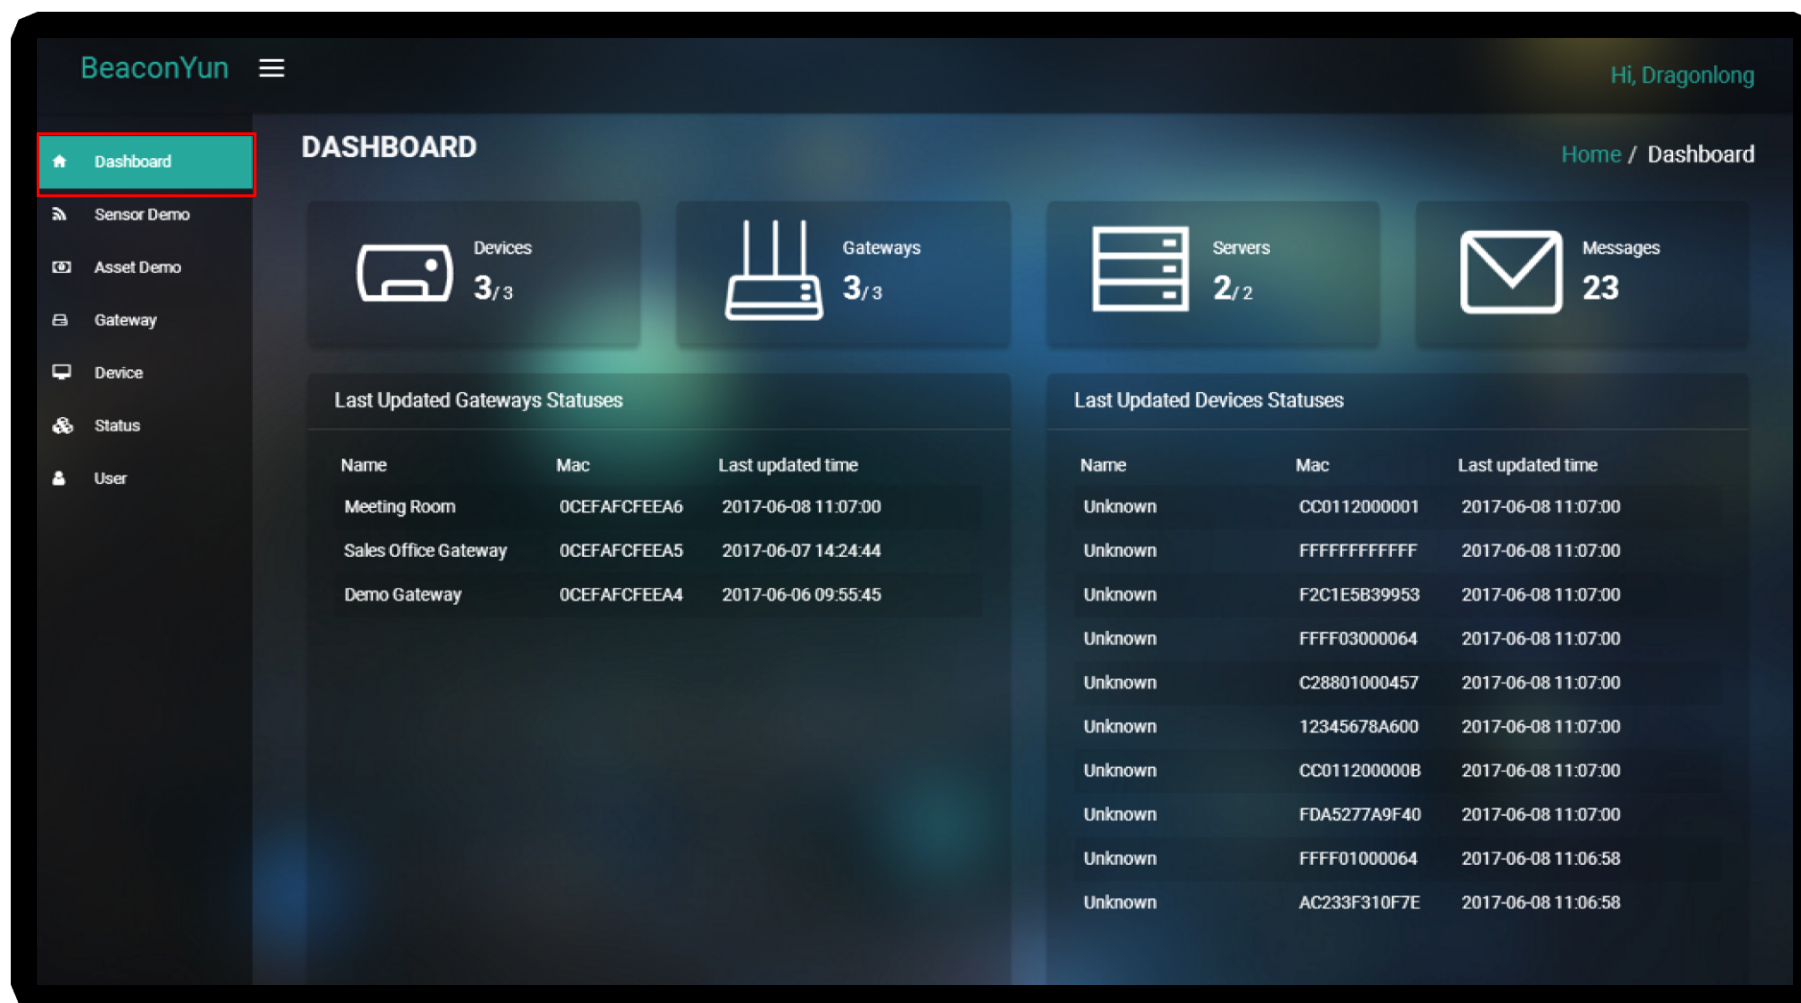 BeaconYun
Hi, Dragonlong
Dashboard
Sensor Demo
Asset Demo
Gateway
Device
Status
User
DASHBOARD
Home / Dashboard
Devices
3/ 3
Gateways
3/ 3
Servers
2/ 2
Messages
23
Last Updated Gateways Statuses
Name Mac Last updated time
Meeting Room 0CEFAFCFEEA6 2017-06-08 11:07:00
Sales Office Gateway 0CEFAFCFEEA5 2017-06-07 14:24:44
Demo Gateway 0CEFAFCFEEA4 2017-06-06 09:55:45
Last Updated Devices Statuses
Name Mac Last updated time
Unknown CC0112000001 2017-06-08 11:07:00
Unknown FFFFFFFFFFFF 2017-06-08 11:07:00
Unknown F2C1E5B39953 2017-06-08 11:07:00
Unknown FFFF03000064 2017-06-08 11:07:00
Unknown C28801000457 2017-06-08 11:07:00
Unknown 12345678A600 2017-06-08 11:07:00
Unknown CC011200000B 2017-06-08 11:07:00
Unknown FDA5277A9F40 2017-06-08 11:07:00
Unknown FFFF01000064 2017-06-08 11:06:58
Unknown AC233F310F7E 2017-06-08 11:06:58